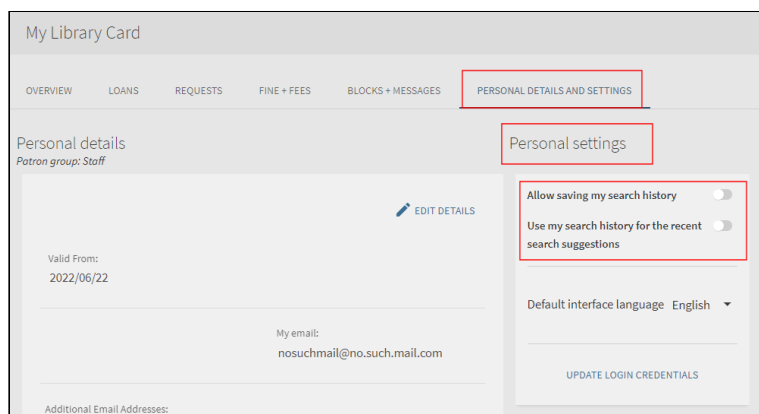 My Library Card
OVERVIEW LOANS REQUESTS FINE + FEES BLOCKS + MESSAGES PERSONAL DETAILS AND SETTINGS
Personal details
Patron group: Staff
EDIT DETAILS
Valid From:
2022/06/22
My email:
nosuchmail@no.such.mail.com
Additional Email Addresses:
Personal settings
Allow saving my search history
Use my search history for the recent
search suggestions
Default interface language English
UPDATE LOGIN CREDENTIALS